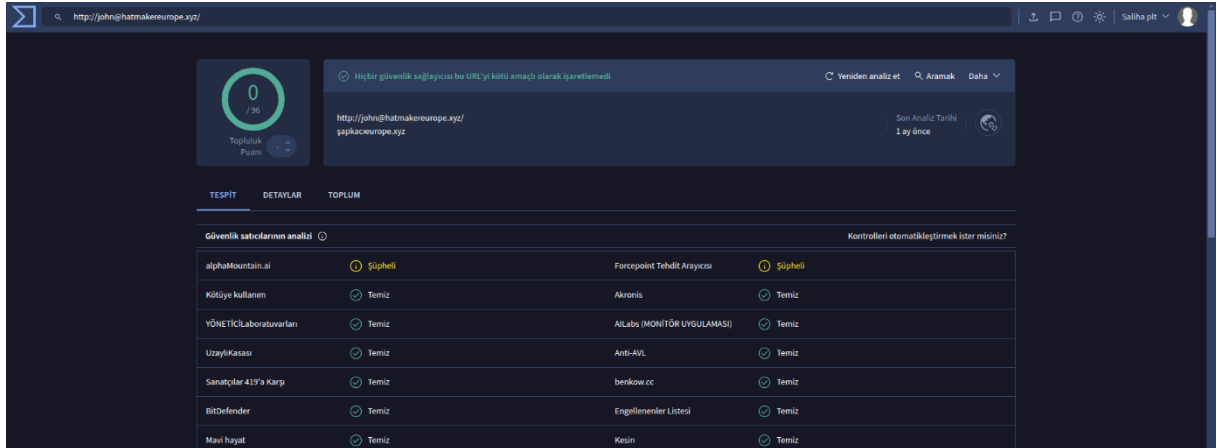 http://john@hatmakereurope.xyz/
Saliha plt
0
/ 96
Topluluk
Puanı
Hiçbir güvenlik sağlayıcısı bu URL'yi kötü amaçlı olarak işaretlemedi
Yeniden analiz et Aramak Daha
http://john@hatmakereurope.xyz/
şapkacıeurope.xyz
Son Analiz Tarihi
1 ay önce
TESPİT DETAYLAR TOPLUM
Güvenlik satıcılarının analizi Kontrolleri otomatikleştirmek ister misiniz?
alphaMountain.ai Şüpheli Forcepoint Tehdit Arayıcısı Şüpheli
Kötüye kullanım Temiz Akronis Temiz
YÖNETİCİLaboratuvarları Temiz AILabs (MONİTÖR UYGULAMASI) Temiz
UzaylıKasası Temiz Anti-AVL Temiz
Sanatçılar 419'a Karşı Temiz benkow.cc Temiz
BitDefender Temiz Engellenenler Listesi Temiz
Mavi hayat Temiz Kesin Temiz